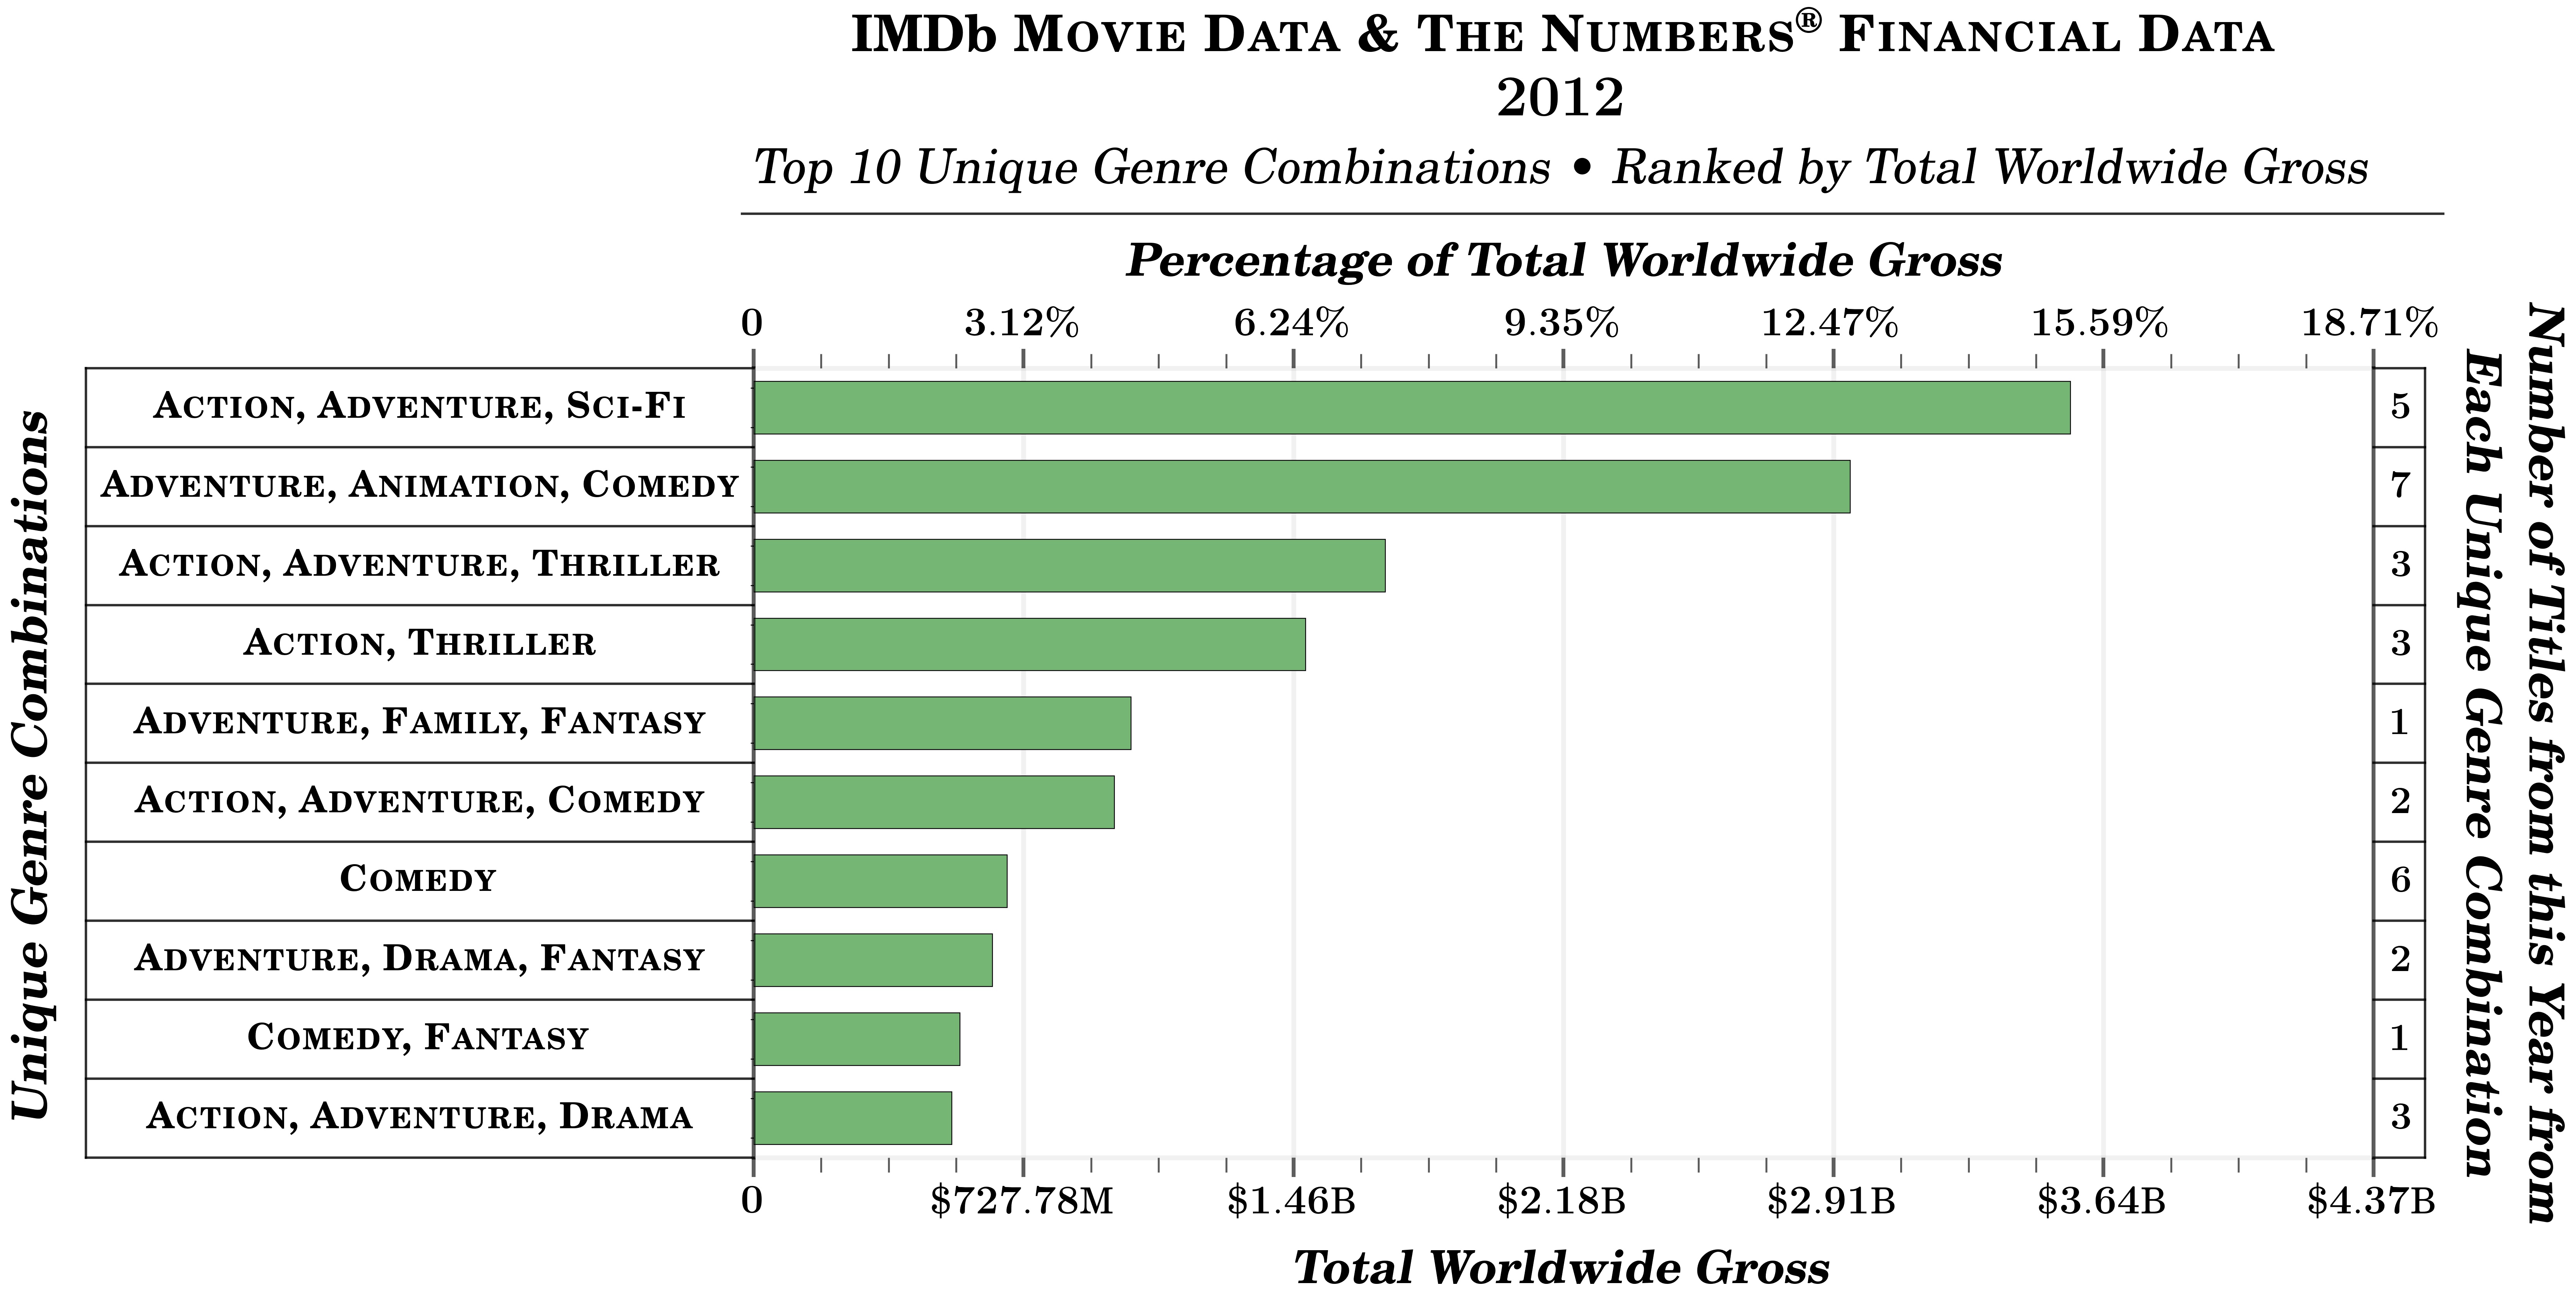 IMDb Movie Data & The Numbers® Financial Data
2012
Top 10 Unique Genre Combinations • Ranked by Total Worldwide Gross
Percentage of Total Worldwide Gross
0 3.12% 6.24% 9.35% 12.47% 15.59% 18.71%
Unique Genre Combinations
Action, Adventure, Sci-Fi 5
Adventure, Animation, Comedy 7
Action, Adventure, Thriller 3
Action, Thriller 3
Adventure, Family, Fantasy 1
Action, Adventure, Comedy 2
Comedy 6
Adventure, Drama, Fantasy 2
Comedy, Fantasy 1
Action, Adventure, Drama 3
Number of Titles from this Year from
Each Unique Genre Combination
0 $727.78M $1.46B $2.18B $2.91B $3.64B $4.37B
Total Worldwide Gross